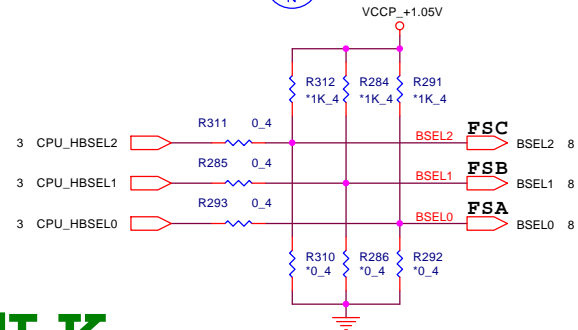 N
VCCP_+1.05V
R312 R284 R291
*1K_4 *1K_4 *1K_4
R311 0_4
3 CPU_HBSEL2 BSEL2 FSC BSEL2 8
R285 0_4
3 CPU_HBSEL1 BSEL1 FSB BSEL1 8
R293 0_4
3 CPU_HBSEL0 BSEL0 FSA BSEL0 8
R310 R286 R292
*0_4 *0_4 *0_4